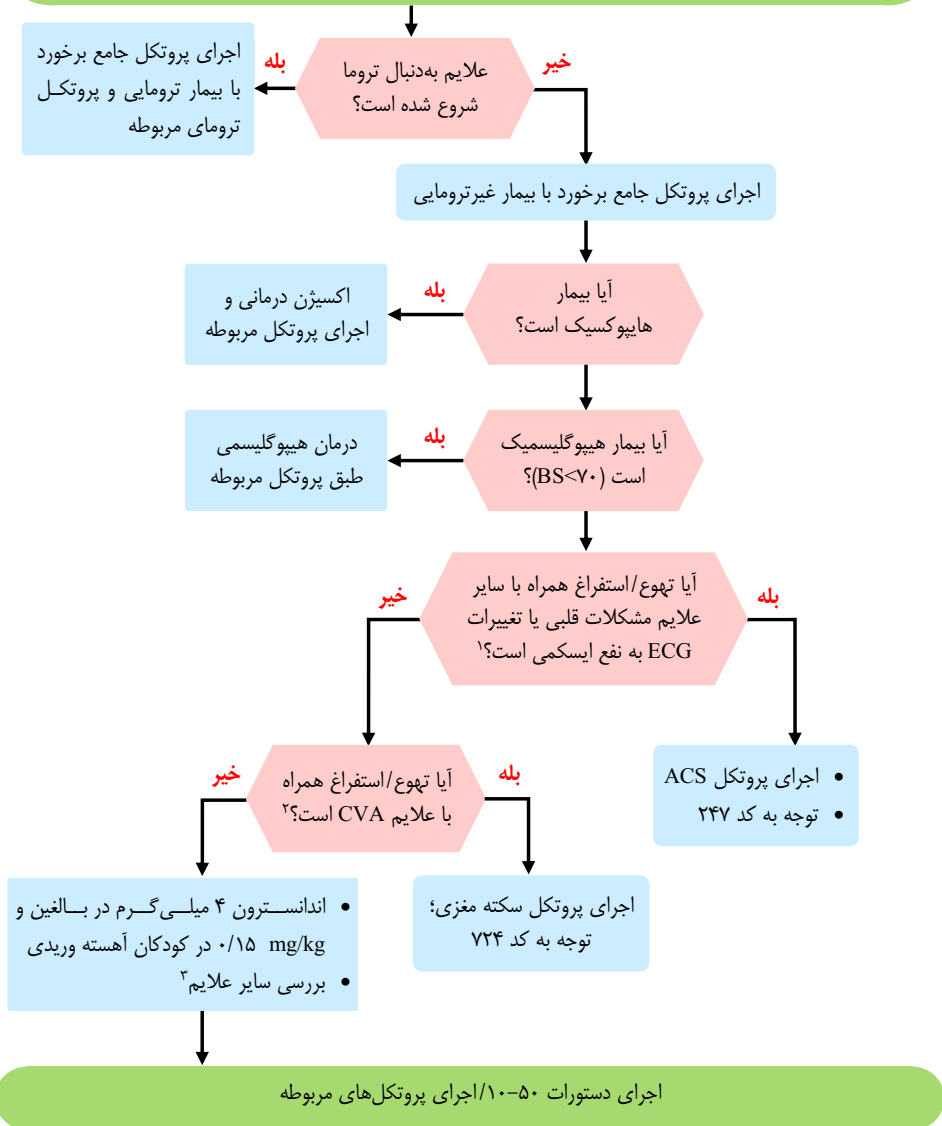 علایم به‌دنبال تروما
شروع شده است؟
خیر
بله
اجرای پروتکل جامع برخورد
با بیمار ترومایی و پروتکـل
ترومای مربوطه
اجرای پروتکل جامع برخورد با بیمار غیرترومایی
آیا بیمار
هایپوکسیک است؟
بله
اکسیژن درمانی و
اجرای پروتکل مربوطه
آیا بیمار هیپوگلیسمیک
است (BS<۷۰)؟
بله
درمان هیپوگلیسمی
طبق پروتکل مربوطه
آیا تهوع/استفراغ همراه با سایر
علایم مشکلات قلبی یا تغییرات
ECG به نفع ایسکمی است؟۱
بله
خیر
• اجرای پروتکل ACS
• توجه به کد ۲۴۷
آیا تهوع/استفراغ همراه
با علایم CVA است؟۲
بله
خیر
اجرای پروتکل سکته مغزی؛
توجه به کد ۷۲۴
• اندانســترون ۴ میلــی‌گــرم در بــالغین و
۰/۱۵ mg/kg در کودکان آهسته وریدی
• بررسی سایر علایم۳
اجرای دستورات ۵۰-۱۰/اجرای پروتکل‌های مربوطه